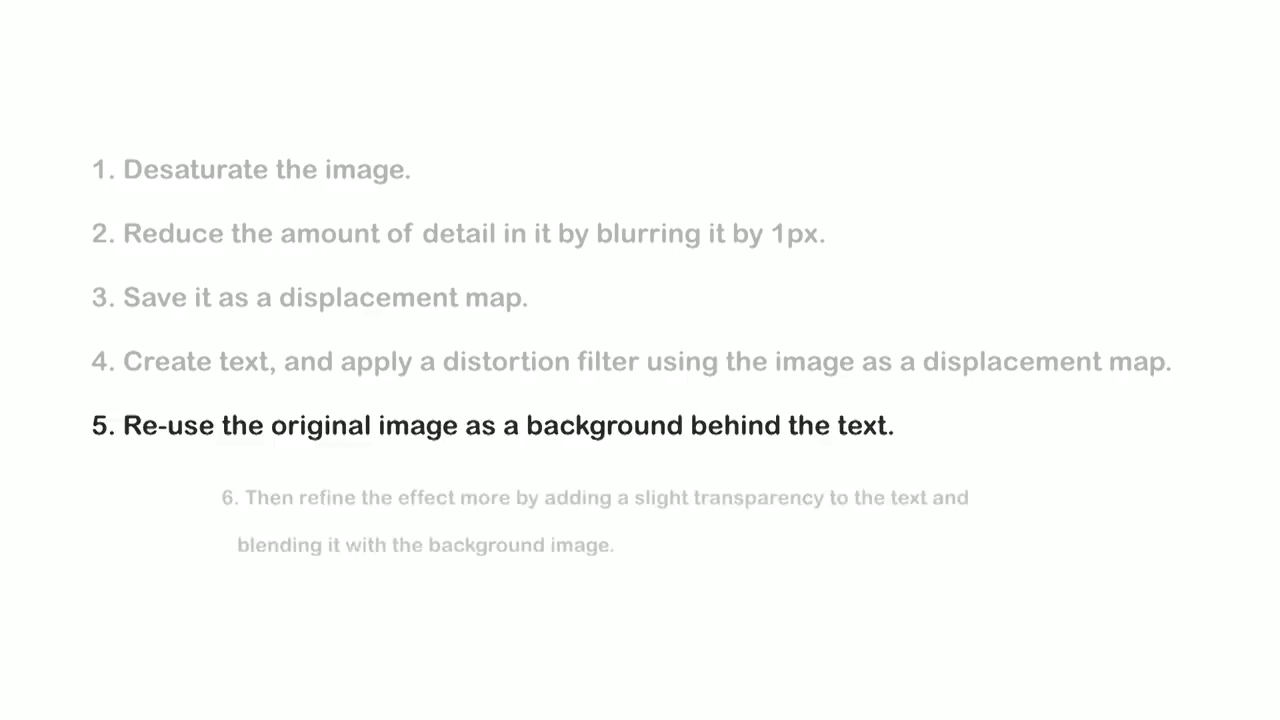 1. Desaturate the image.
2. Reduce the amount of detail in it by blurring it by 1px.
3. Save it as a displacement map.
4. Create text, and apply a distortion filter using the image as a displacement map.
5. Re-use the original image as a background behind the text.
6. Then refine the effect more by adding a slight transparency to the text and
blending it with the background image.